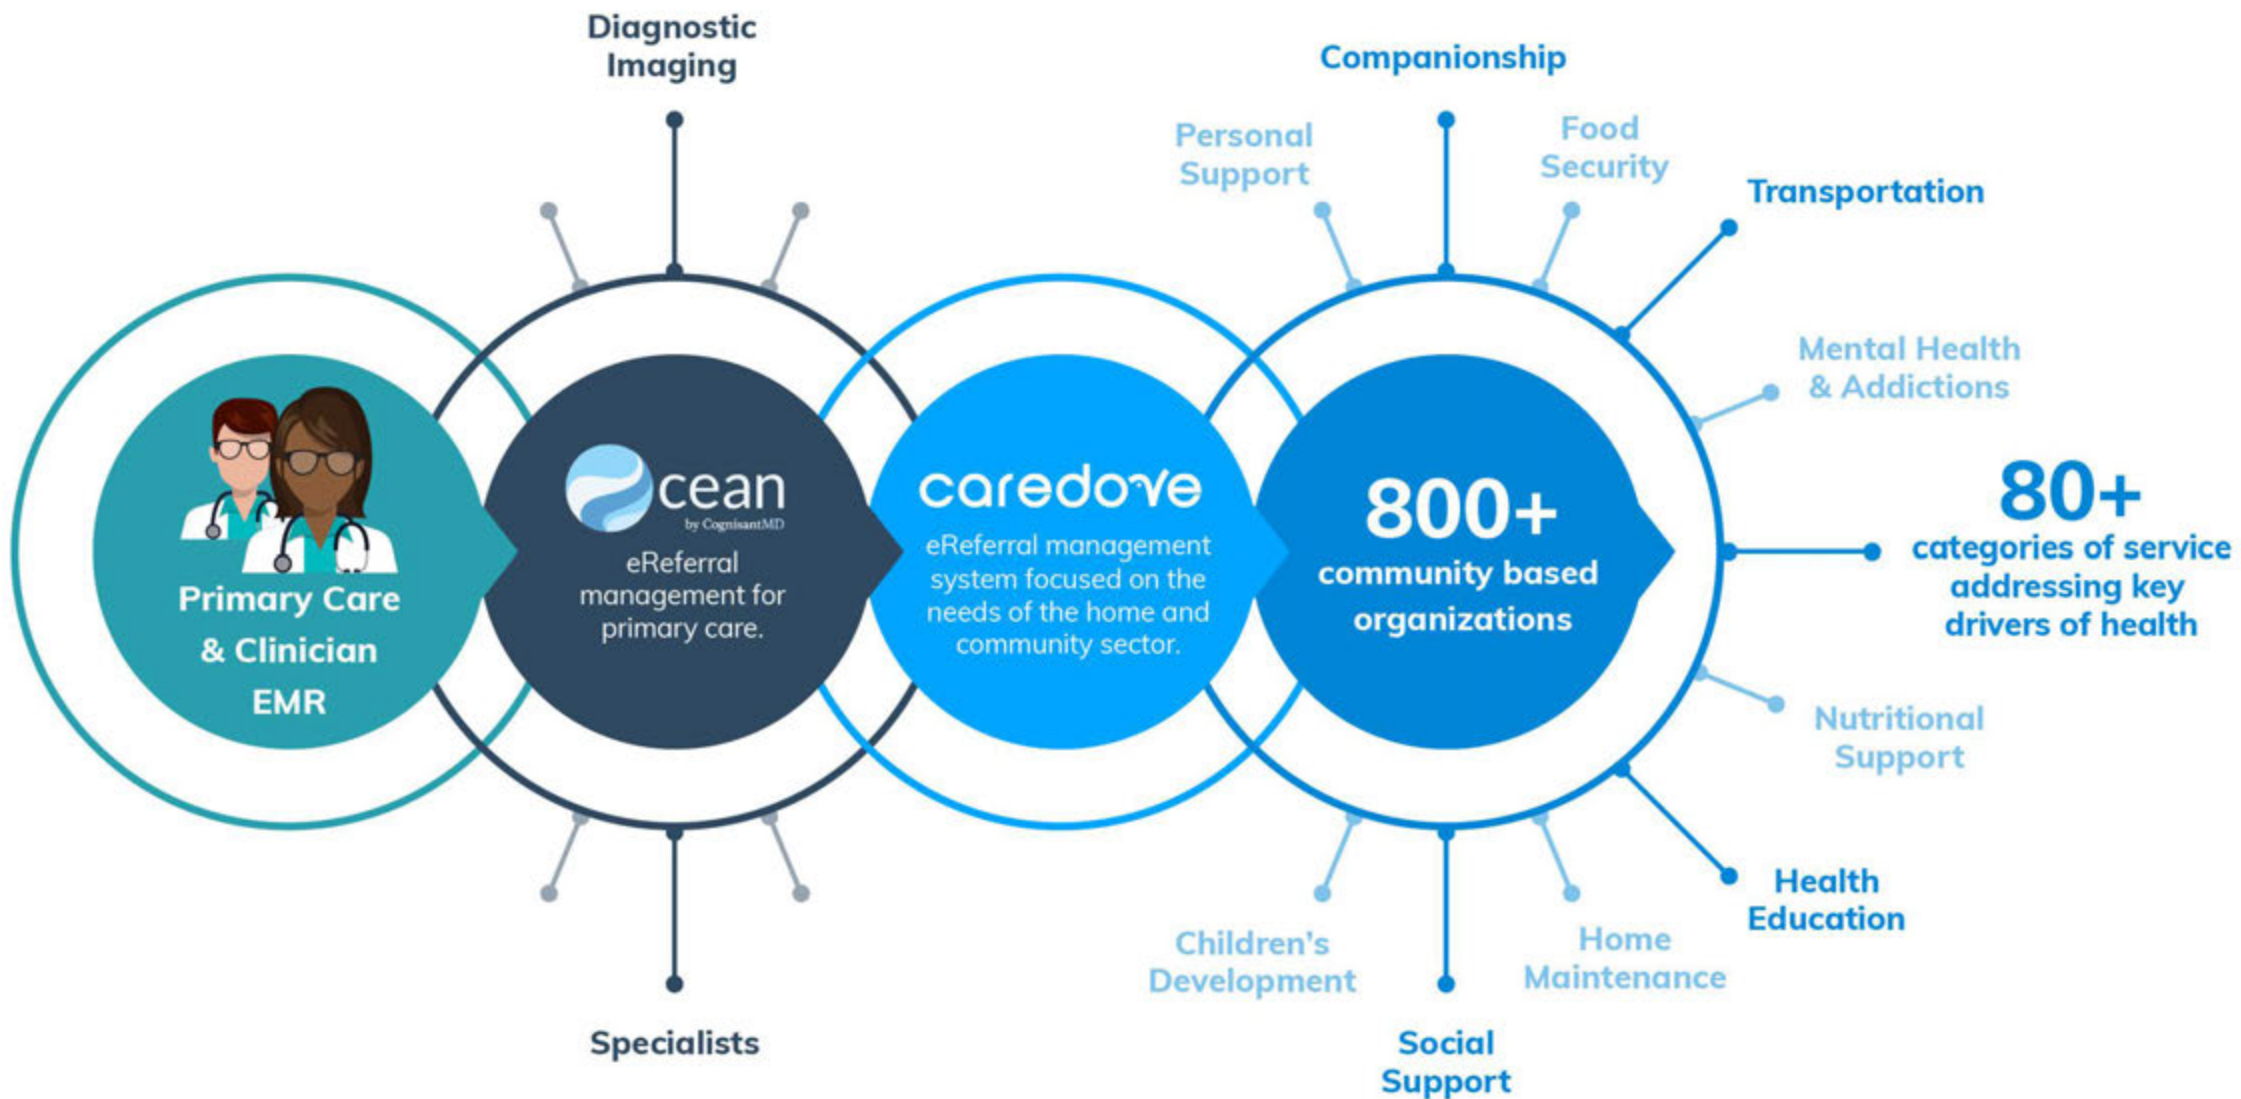 Diagnostic
Imaging
Companionship
Personal
Support
Food
Security
Transportation
Mental Health
& Addictions
Primary Care
& Clinician
EMR
Ocean
by CognisantMD
eReferral
management for
primary care.
caredove
eReferral management
system focused on the
needs of the home and
community sector.
800+
community based
organizations
80+
categories of service
addressing key
drivers of health
Nutritional
Support
Health
Education
Children's
Development
Home
Maintenance
Specialists
Social
Support